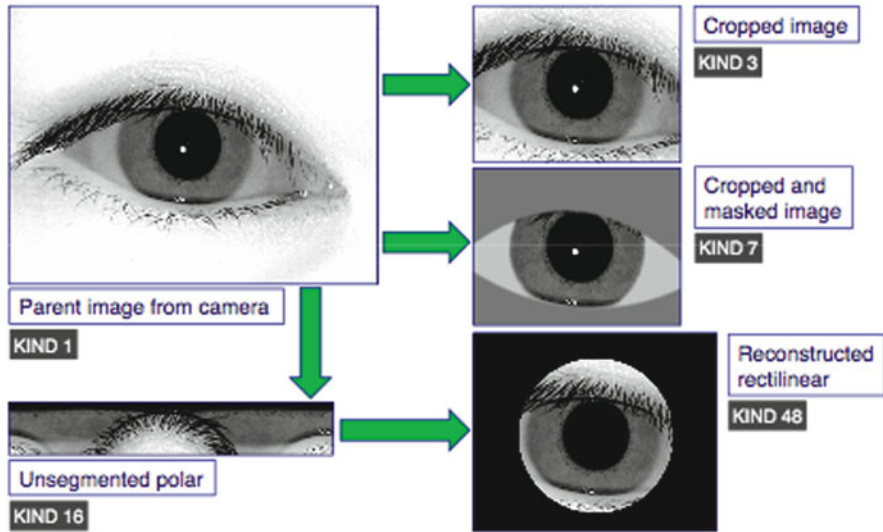 Cropped image
KIND 3
Cropped and
masked image
KIND 7
Parent image from camera
KIND 1
Reconstructed
rectilinear
KIND 48
Unsegmented polar
KIND 16